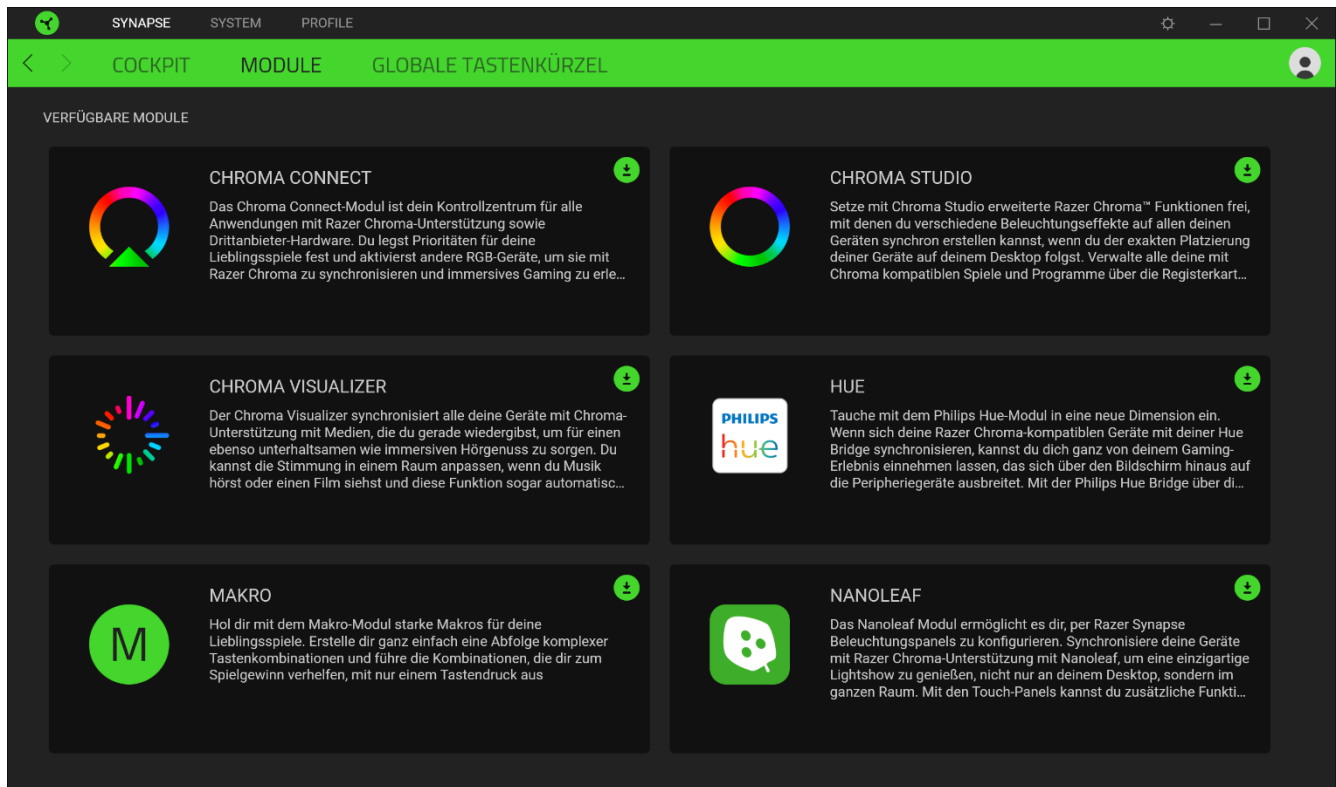 SYNAPSE SYSTEM PROFILE
COCKPIT MODULE GLOBALE TASTENKÜRZEL
VERFÜGBARE MODULE
CHROMA CONNECT
Das Chroma Connect-Modul ist dein Kontrollzentrum für alle
Anwendungen mit Razer Chroma-Unterstützung sowie
Drittanbieter-Hardware. Du legst Prioritäten für deine
Lieblingsspiele fest und aktivierst andere RGB-Geräte, um sie mit
Razer Chroma zu synchronisieren und immersives Gaming zu erle...
CHROMA STUDIO
Setze mit Chroma Studio erweiterte Razer Chroma™ Funktionen frei,
mit denen du verschiedene Beleuchtungseffekte auf allen deinen
Geräten synchron erstellen kannst, wenn du der exakten Platzierung
deiner Geräte auf deinem Desktop folgst. Verwalte alle deine mit
Chroma kompatiblen Spiele und Programme über die Registerkart...
CHROMA VISUALIZER
Der Chroma Visualizer synchronisiert alle deine Geräte mit Chroma-
Unterstützung mit Medien, die du gerade wiedergibst, um für einen
ebenso unterhaltsamen wie immersiven Hörgenuss zu sorgen. Du
kannst die Stimmung in einem Raum anpassen, wenn du Musik
hörst oder einen Film siehst und diese Funktion sogar automatisc...
PHILIPS
hue
HUE
Tauche mit dem Philips Hue-Modul in eine neue Dimension ein.
Wenn sich deine Razer Chroma-kompatiblen Geräte mit deiner Hue
Bridge synchronisieren, kannst du dich ganz von deinem Gaming-
Erlebnis einnehmen lassen, das sich über den Bildschirm hinaus auf
die Peripheriegeräte ausbreitet. Mit der Philips Hue Bridge über di...
M
MAKRO
Hol dir mit dem Makro-Modul starke Makros für deine
Lieblingsspiele. Erstelle dir ganz einfach eine Abfolge komplexer
Tastenkombinationen und führe die Kombinationen, die dir zum
Spielgewinn verhelfen, mit nur einem Tastendruck aus
NANOLEAF
Das Nanoleaf Modul ermöglicht es dir, per Razer Synapse
Beleuchtungspanels zu konfigurieren. Synchronisiere deine Geräte
mit Razer Chroma-Unterstützung mit Nanoleaf, um eine einzigartige
Lightshow zu genießen, nicht nur an deinem Desktop, sondern im
ganzen Raum. Mit den Touch-Panels kannst du zusätzliche Funkti...